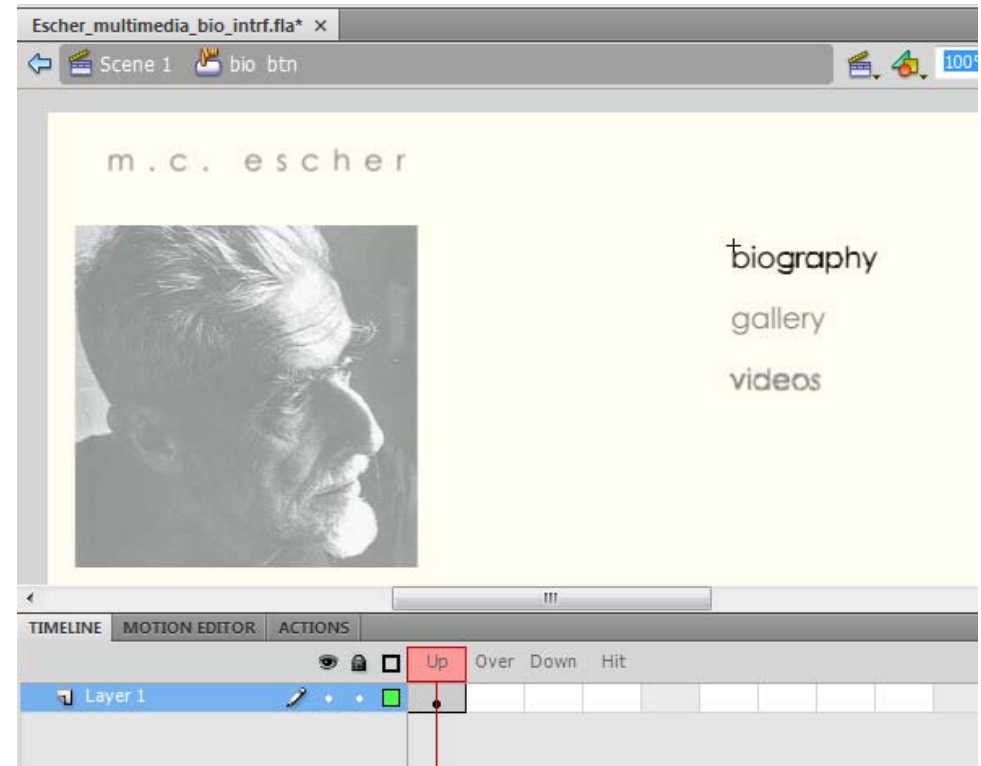 Escher_multimedia_bio_intrf.fla* ×
Scene 1 bio btn 100%
m.c. escher
biography
gallery
videos
TIMELINE MOTION EDITOR ACTIONS
Up Over Down Hit
Layer 1